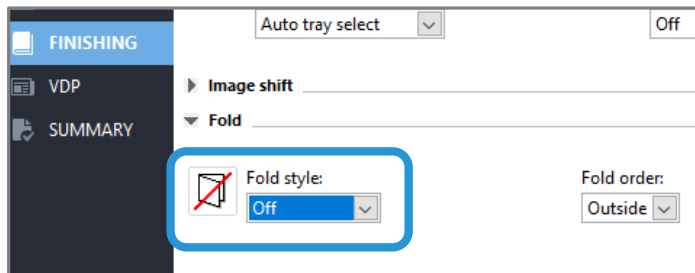 Auto tray select
Off
FINISHING
VDP
Image shift
Fold
SUMMARY
Fold style:
Fold order:
Off
Outside